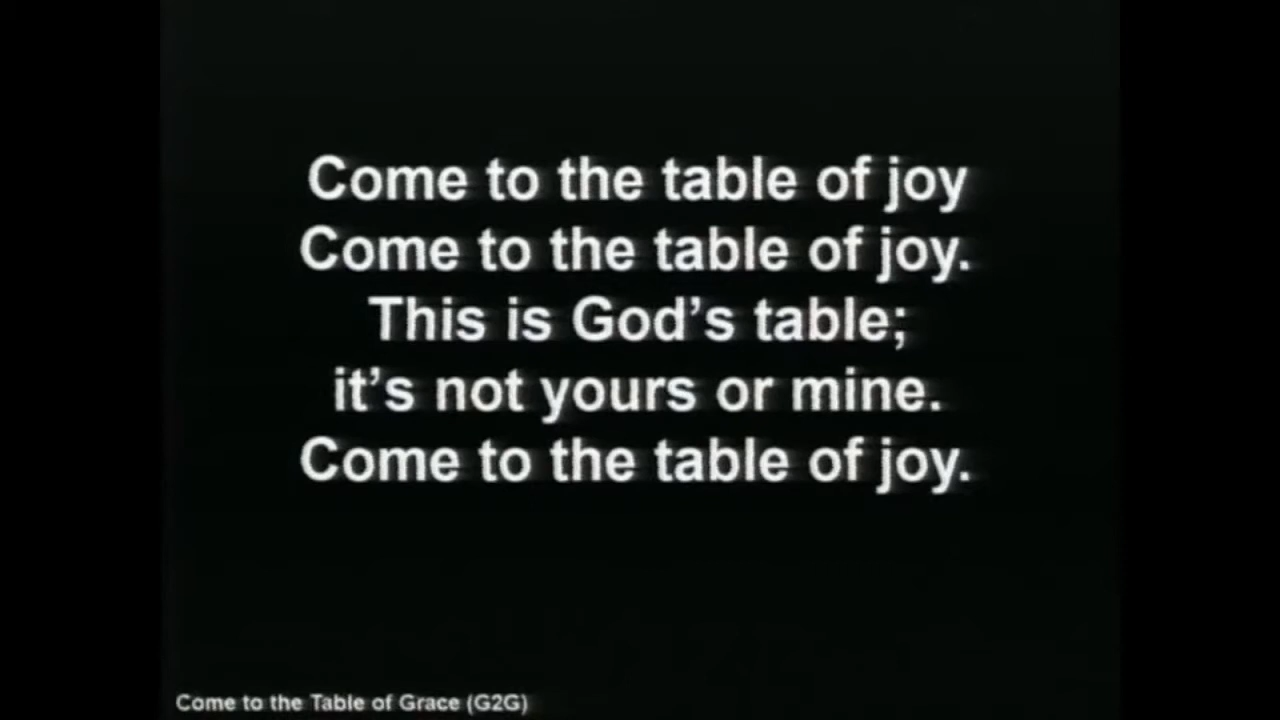 Come to the table of joy
Come to the table of joy.
This is God’s table;
it’s not yours or mine.
Come to the table of joy.
Come to the Table of Grace (G2G)